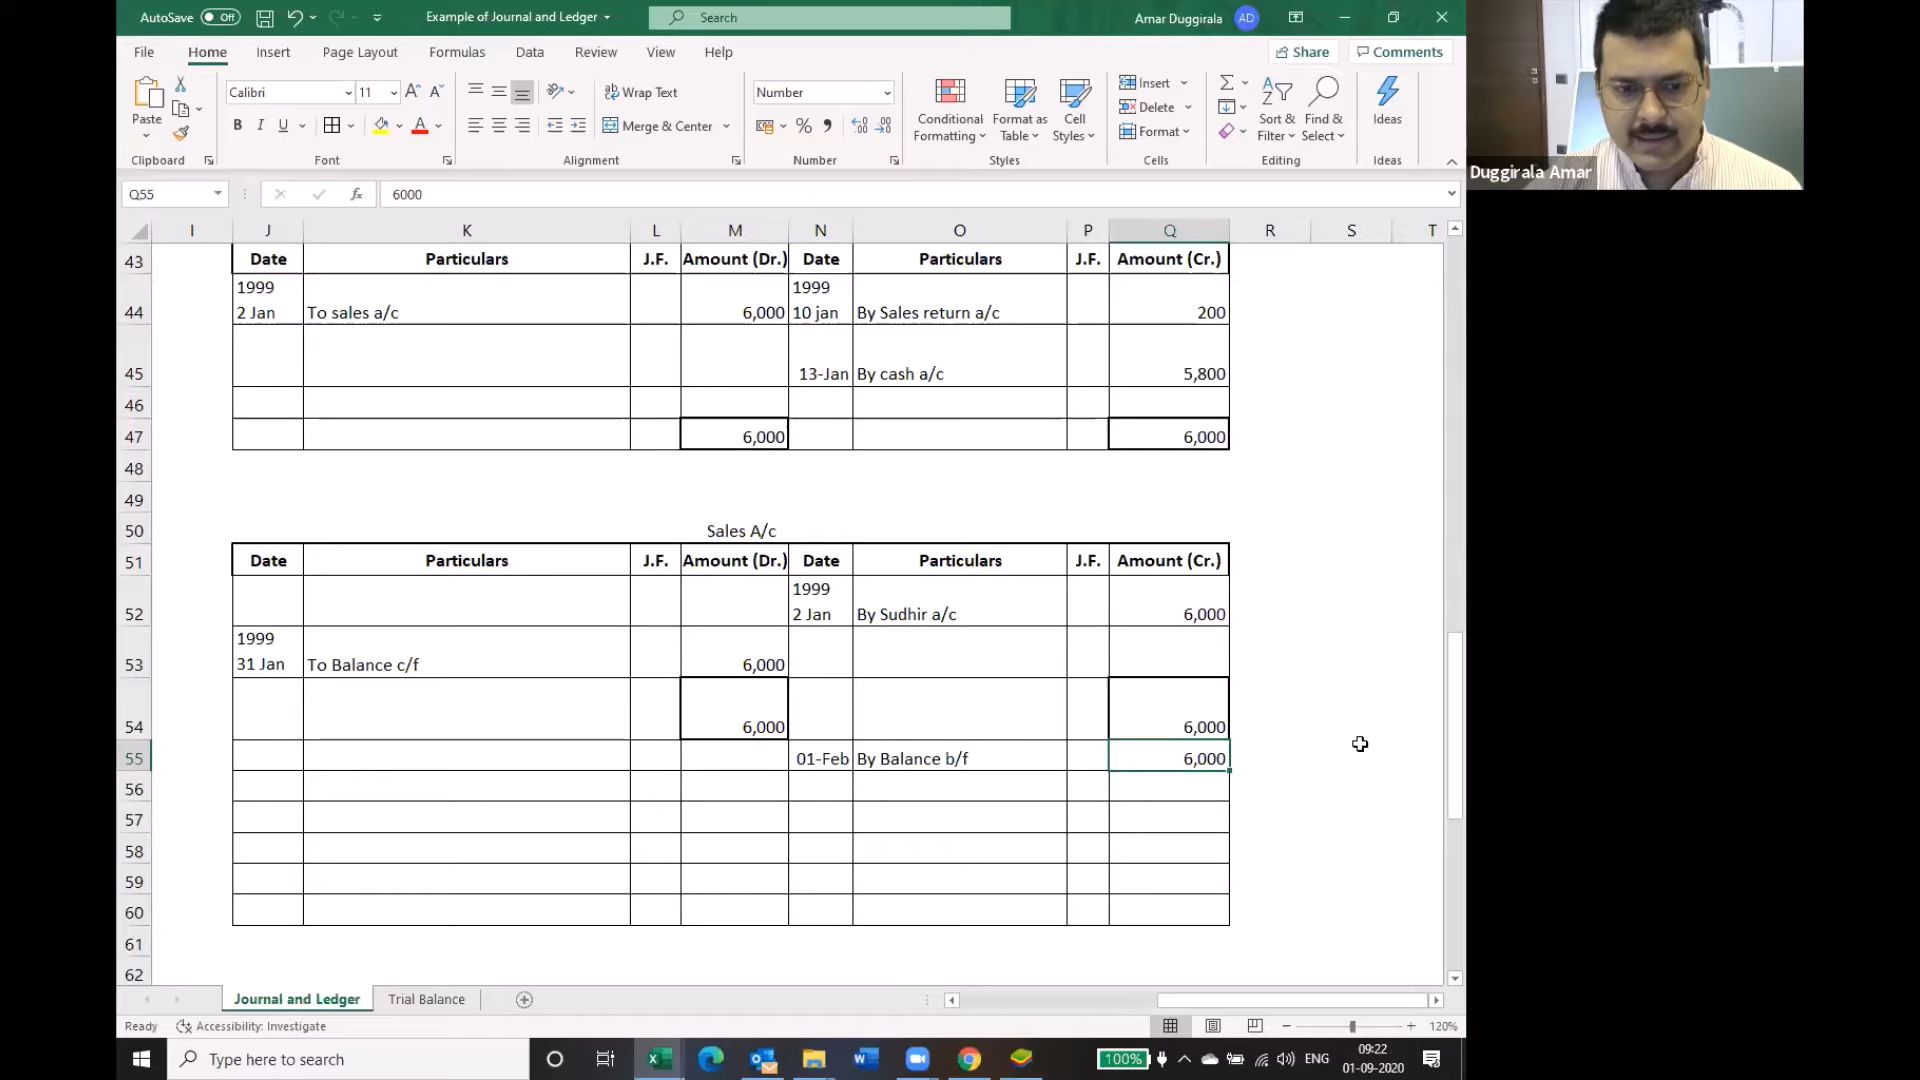 AutoSave Off Example of Journal and Ledger Search Amar Duggirala AD
File Home Insert Page Layout Formulas Data Review View Help Share Comments
Paste Calibri 11 Wrap Text Merge & Center Number Conditional Formatting Format as Table Cell Styles Insert Delete Format Sort & Filter Find & Select Ideas
Clipboard Font Alignment Number Styles Cells Editing Ideas
Duggirala Amar
Q55 fx 6000
I J K L M N O P Q R S T
43 Date Particulars J.F. Amount (Dr.) Date Particulars J.F. Amount (Cr.)
1999 1999
44 2 Jan To sales a/c 6,000 10 jan By Sales return a/c 200
45 13-Jan By cash a/c 5,800
46
47 6,000 6,000
48
49
50 Sales A/c
51 Date Particulars J.F. Amount (Dr.) Date Particulars J.F. Amount (Cr.)
1999
52 2 Jan By Sudhir a/c 6,000
1999
53 31 Jan To Balance c/f 6,000
54 6,000 6,000
55 01-Feb By Balance b/f 6,000
56
57
58
59
60
61
62
Journal and Ledger Trial Balance
Ready Accessibility: Investigate 120%
Type here to search 100% ENG 09:22
01-09-2020